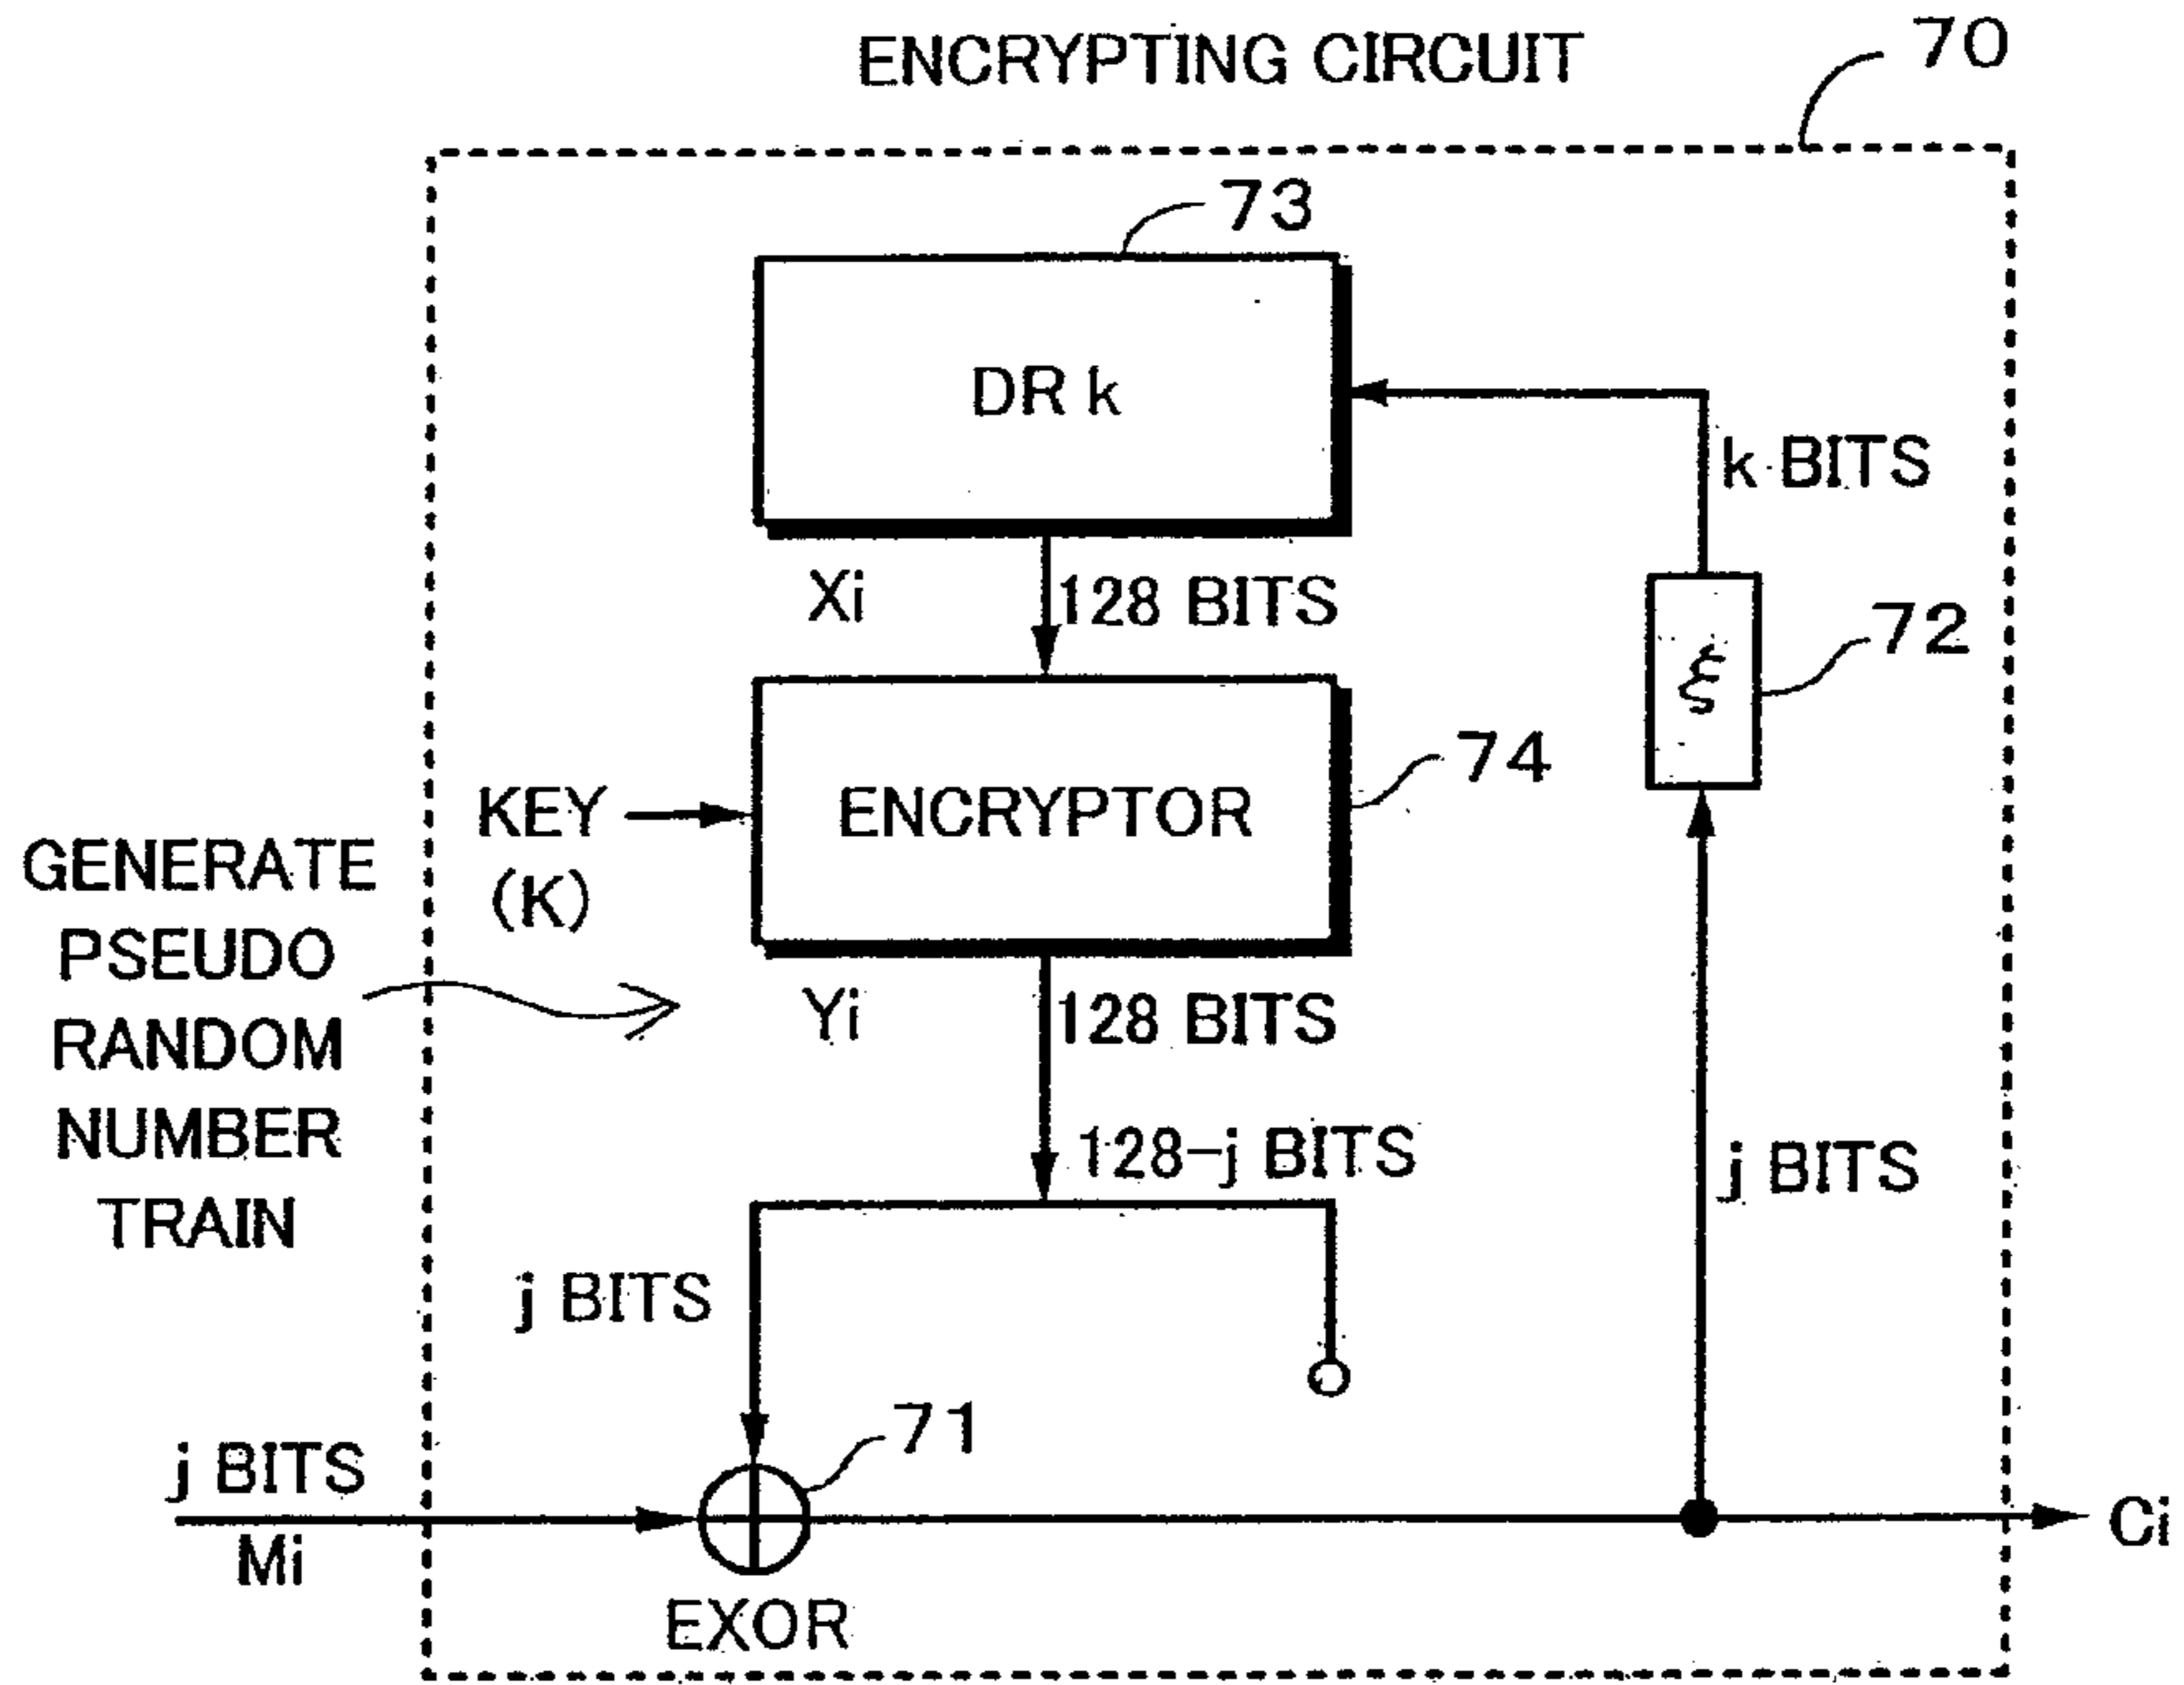 ENCRYPTING CIRCUIT
70
73
DR k
k BITS
Xi
128 BITS
ξ
72
74
KEY
(K)
ENCRYPTOR
GENERATE
PSEUDO
RANDOM
NUMBER
TRAIN
Yi
128 BITS
128-j BITS
j BITS
j BITS
71
j BITS
Mi
EXOR
Ci